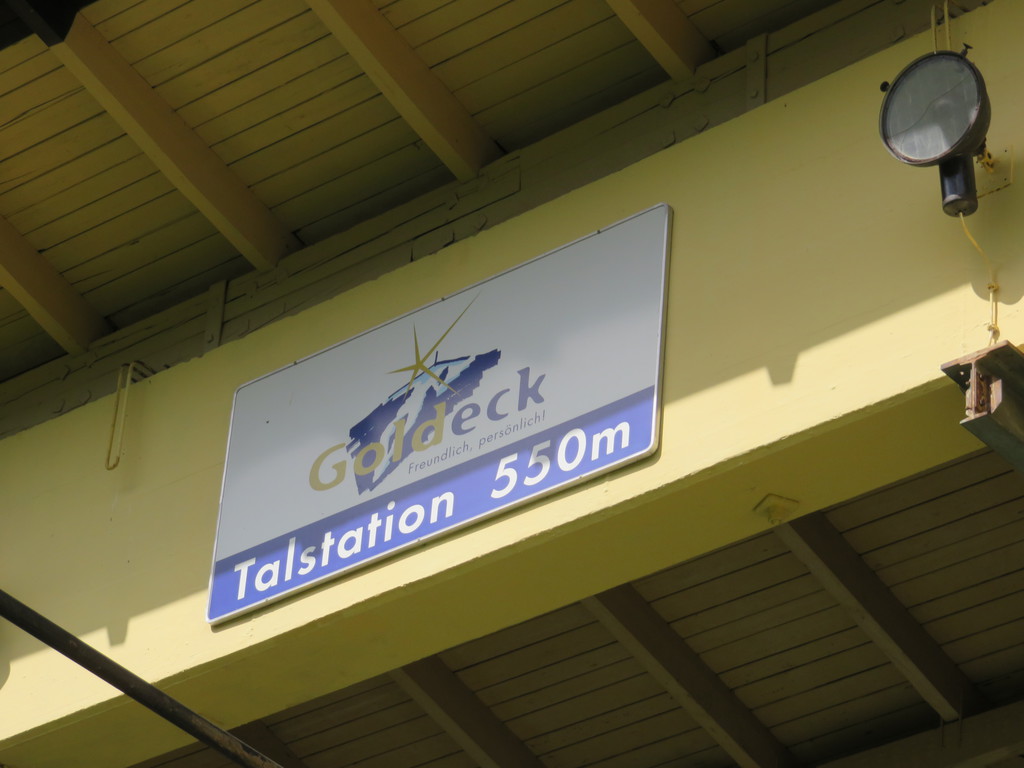 Goldeck
Freundlich, persönlich!
Talstation 550m